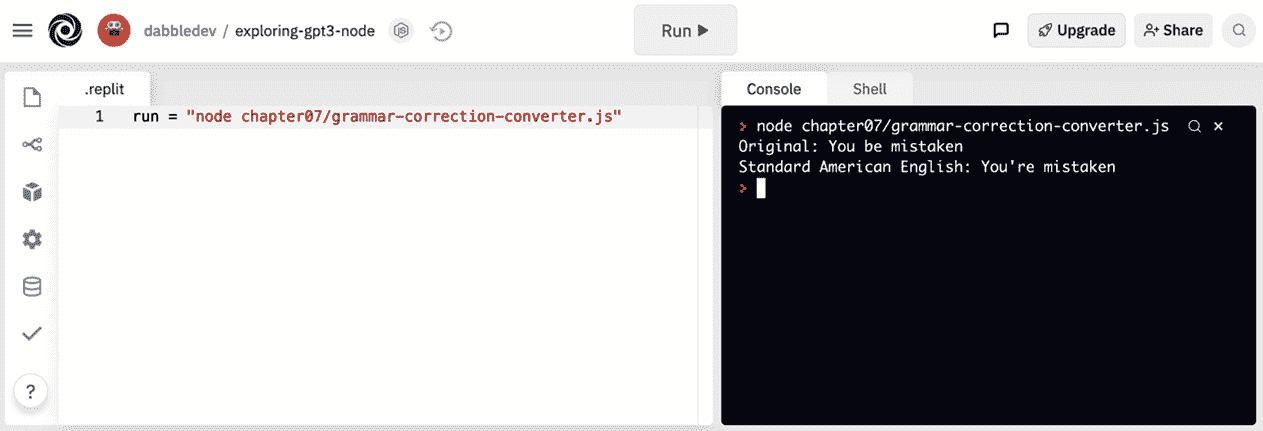 dabbledev / exploring-gpt3-node
Run
Upgrade
Share
.replit
1 run = "node chapter07/grammar-correction-converter.js"
Console
Shell
> node chapter07/grammar-correction-converter.js
Original: You be mistaken
Standard American English: You're mistaken
>
?